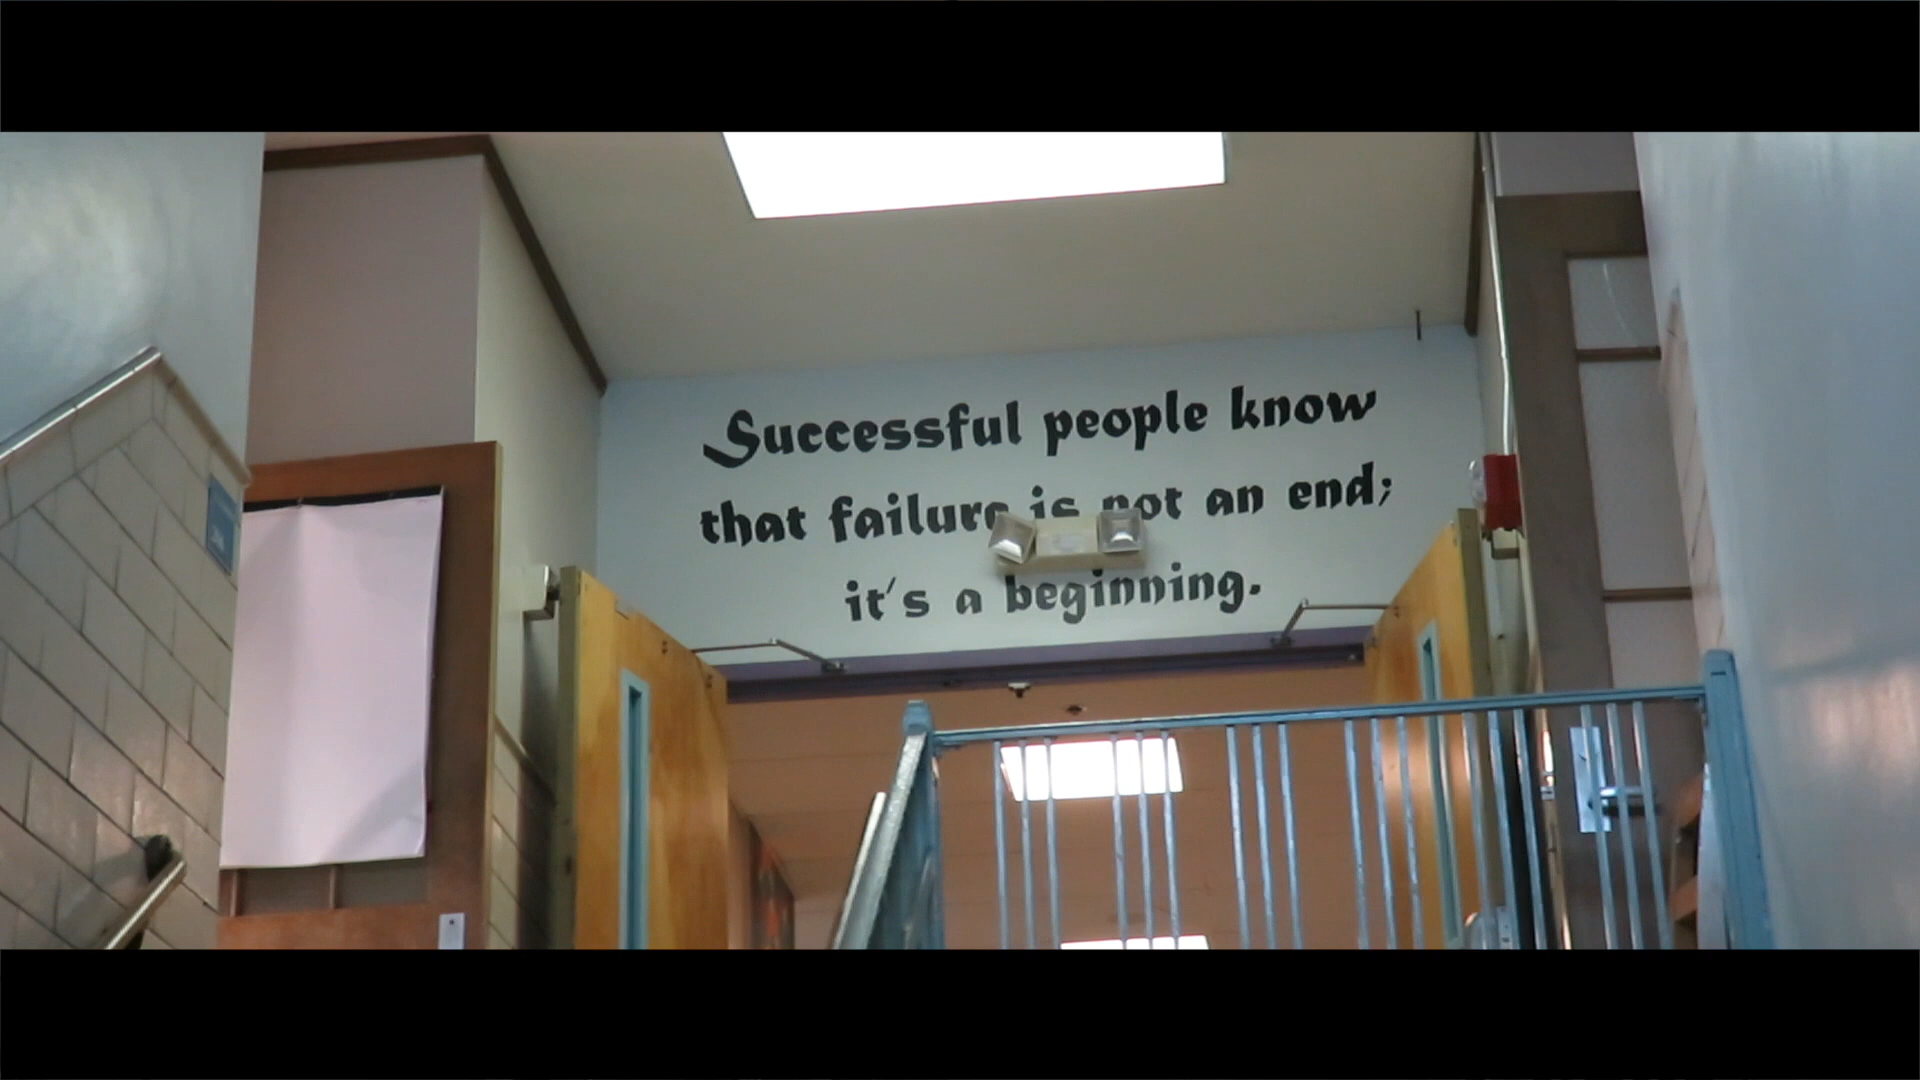 Successful people know
that failure is not an end;
it's a beginning.